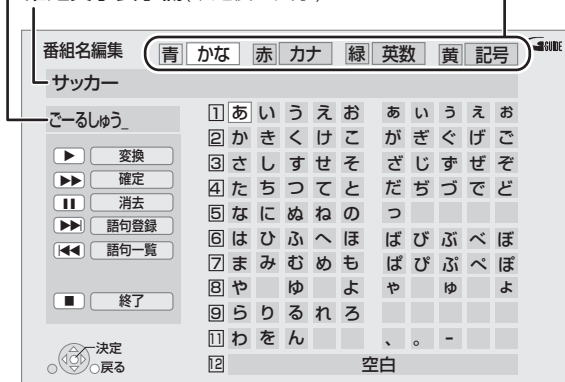 番組名編集 青 かな 赤 カナ 緑 英数 黄 記号 GUIDE
サッカー
ごーるしゅう_
▶ 変換
▶▶ 確定
❚❚ 消去
▶▶| 語句登録
|◀◀ 語句一覧
■ 終了
決定
戻る
1 あ い う え お ぁ ぃ ぅ ぇ ぉ
2 か き く け こ が ぎ ぐ げ ご
3 さ し す せ そ ざ じ ず ぜ ぞ
4 た ち つ て と だ ぢ づ で ど
5 な に ぬ ね の っ
6 は ひ ふ へ ほ ば び ぶ べ ぼ
7 ま み む め も ぱ ぴ ぷ ぺ ぽ
8 や ゆ よ ゃ ゅ ょ
9 ら り る れ ろ
11 わ を ん 、 。 -
12 空白